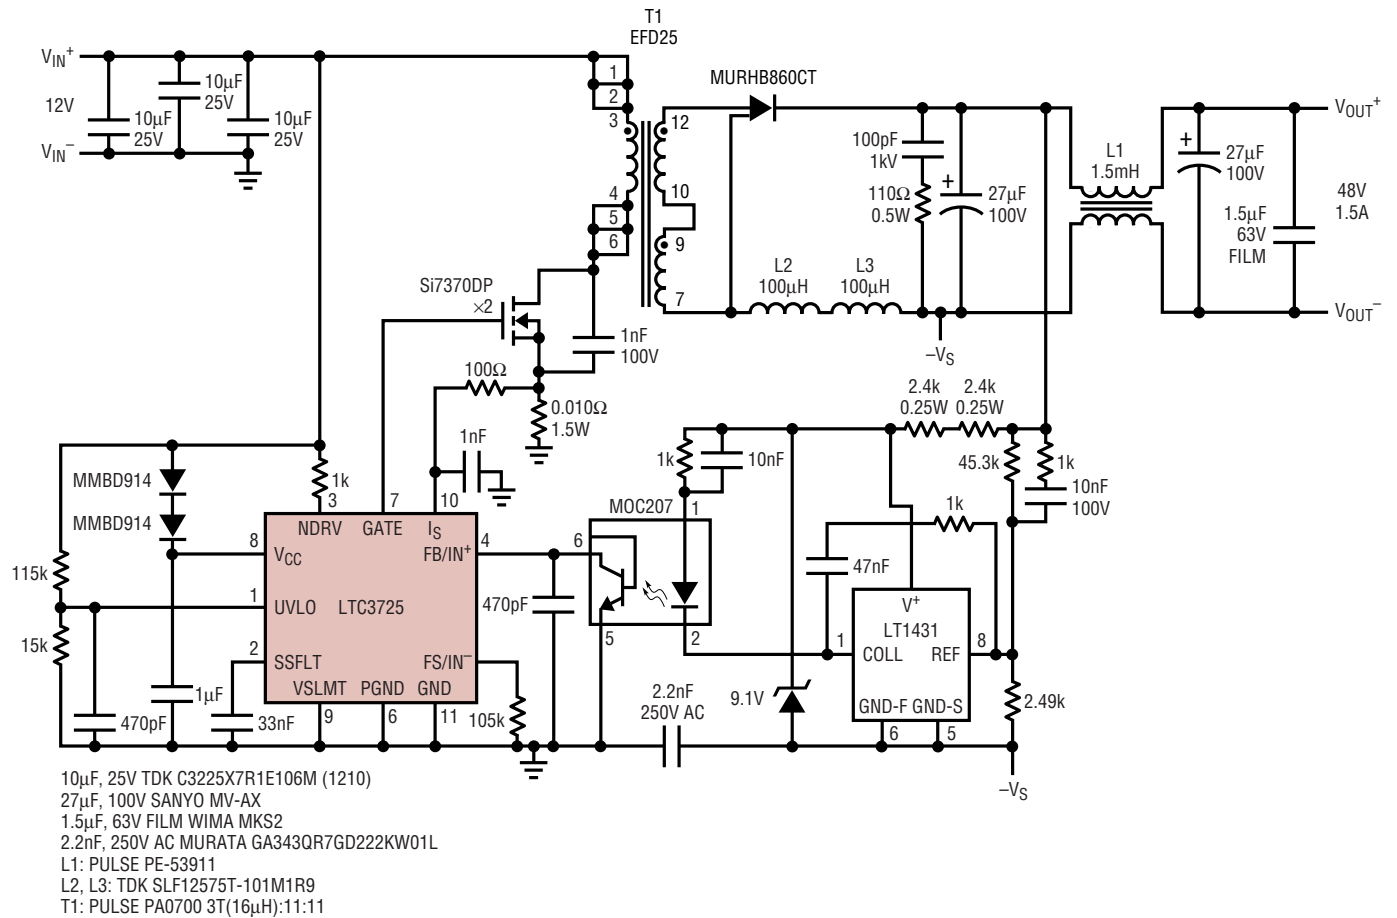 T1
EFD25
V_IN⁺
12V
V_IN⁻
10µF
25V
10µF
25V
10µF
25V
1
2
3
4
5
6
12
10
9
7
MURHB860CT
100pF
1kV
110Ω
0.5W
+
27µF
100V
L1
1.5mH
+
27µF
100V
1.5µF
63V
FILM
V_OUT⁺
48V
1.5A
V_OUT⁻
L2
100µH
L3
100µH
–V_S
Si7370DP
×2
1nF
100V
100Ω
0.010Ω
1.5W
1nF
MMBD914
MMBD914
1k
115k
15k
470pF
1µF
33nF
3
7
10
NDRV
GATE
I_S
8
V_CC
FB/IN⁺
4
1
UVLO
LTC3725
2
SSFLT
FS/IN⁻
VSLMT
PGND
GND
9
6
11
105k
470pF
MOC207
6
5
1
2
1k
10nF
2.2nF
250V AC
9.1V
2.4k
0.25W
2.4k
0.25W
45.3k
1k
10nF
100V
1k
47nF
V⁺
LT1431
1
COLL
REF
8
GND-F
GND-S
6
5
2.49k
–V_S
10µF, 25V TDK C3225X7R1E106M (1210)
27µF, 100V SANYO MV-AX
1.5µF, 63V FILM WIMA MKS2
2.2nF, 250V AC MURATA GA343QR7GD222KW01L
L1: PULSE PE-53911
L2, L3: TDK SLF12575T-101M1R9
T1: PULSE PA0700 3T(16µH):11:11